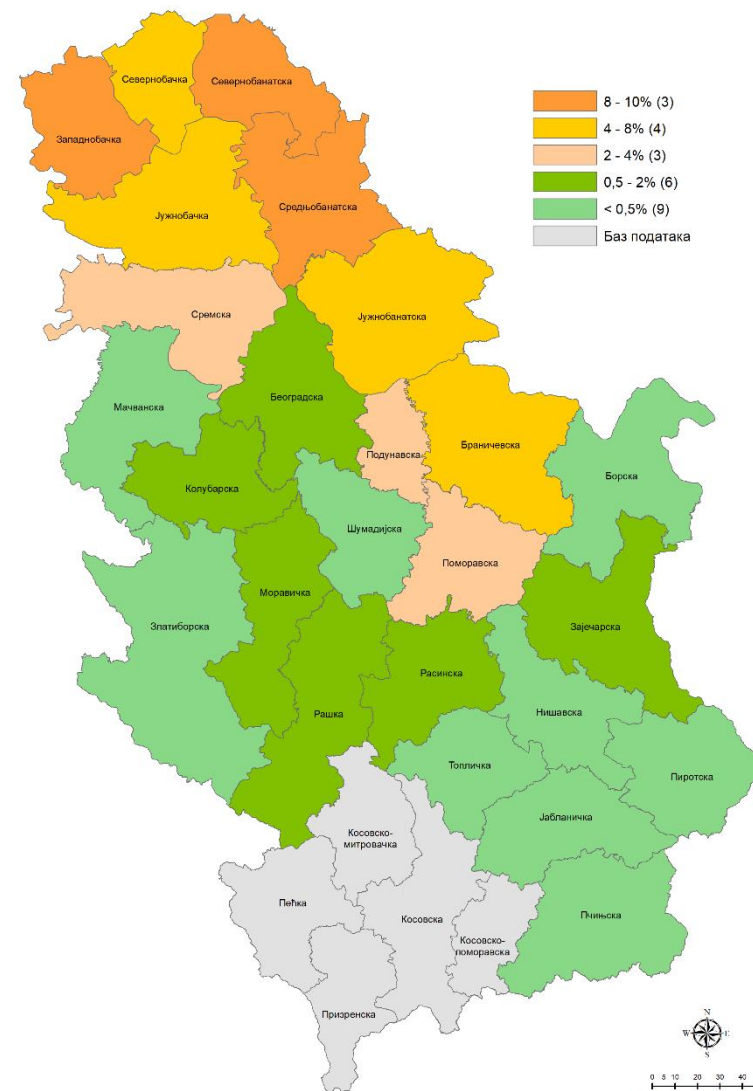 Севернобачка
Севернобанатска
Западнобачка
Јужнобачка
Средњобанатска
Сремска
Јужнобанатска
Мачванска
Београдска
Подунавска
Браничевска
Борска
Колубарска
Шумадијска
Поморавска
Моравичка
Златиборска
Зајечарска
Расинска
Рашка
Нишавска
Топличка
Пиротска
Јабланичка
Косовско-
митровачка
Пећка
Косовска
Косовско-
поморавска
Пчињска
Призренска
8 - 10% (3)
4 - 8% (4)
2 - 4% (3)
0,5 - 2% (6)
< 0,5% (9)
Баз података
N
W E
S
0 5 10 20 30 40